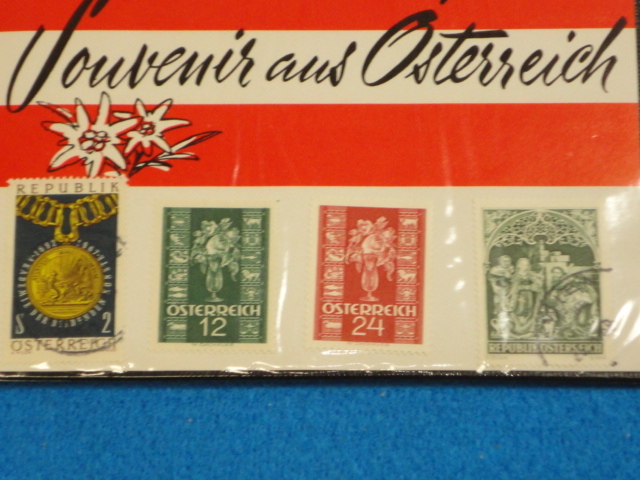 Souvenir aus Österreich
REPUBLIK
S 2
ÖSTERREICH
ÖSTERREICH
12
ÖSTERREICH
24
REPUBLIK ÖSTERREICH